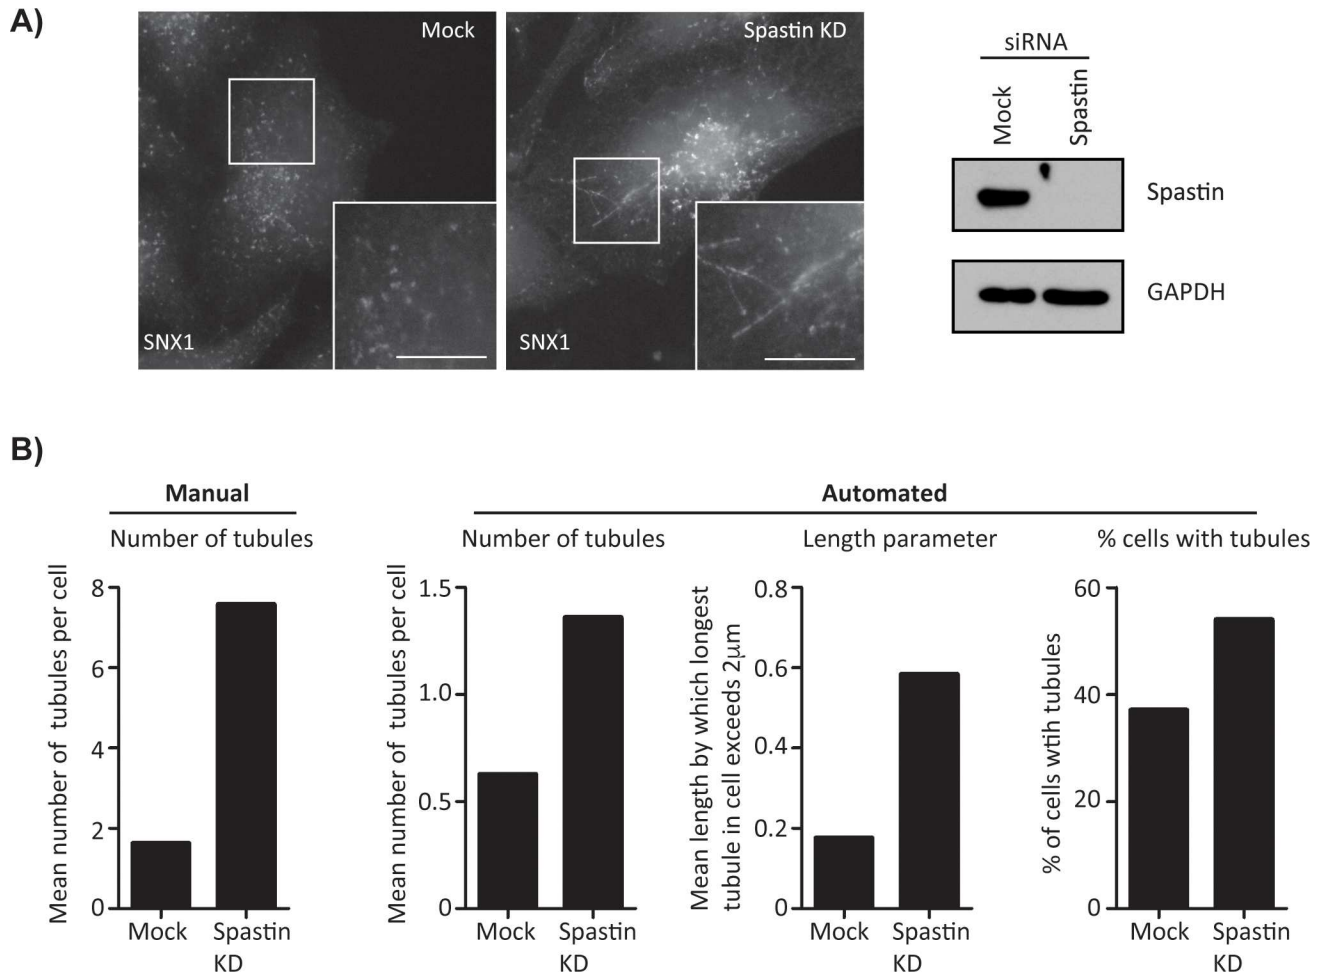 A)
Mock
Spastin KD
SNX1
SNX1
siRNA
Mock
Spastin
Spastin
GAPDH
B)
Manual
Automated
Number of tubules
Number of tubules
Length parameter
% cells with tubules
Mean number of tubules per cell
8
6
4
2
0
Mock
Spastin
KD
Mean number of tubules per cell
1.5
1.0
0.5
0
Mock
Spastin
KD
Mean length by which longest
tubule in cell exceeds 2µm
0.8
0.6
0.4
0.2
0
Mock
Spastin
KD
% of cells wtih tubules
60
40
20
0
Mock
Spastin
KD